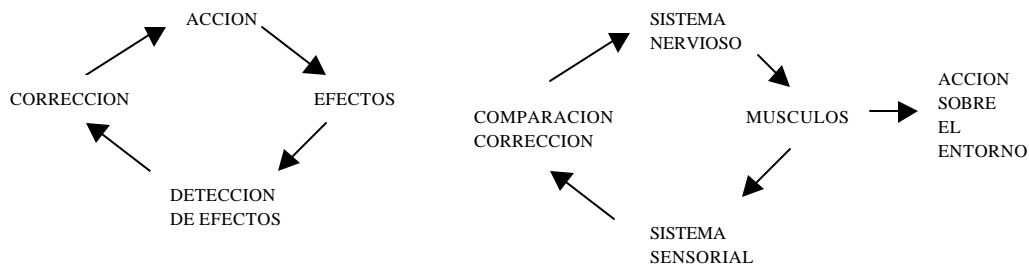 ACCION
CORRECCION
EFECTOS
DETECCION
DE EFECTOS
SISTEMA
NERVIOSO
COMPARACION
CORRECCION
MUSCULOS
ACCION
SOBRE
EL
ENTORNO
SISTEMA
SENSORIAL